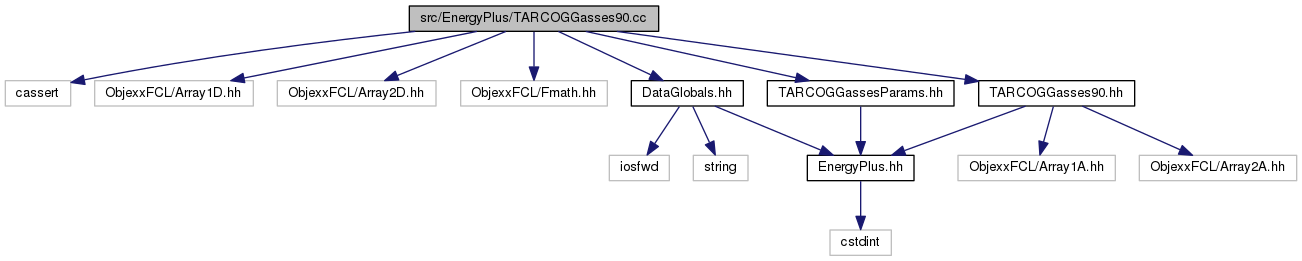 src/EnergyPlus/TARCOGGasses90.cc
cassert
ObjexxFCL/Array1D.hh
ObjexxFCL/Array2D.hh
ObjexxFCL/Fmath.hh
DataGlobals.hh
TARCOGGassesParams.hh
TARCOGGasses90.hh
iosfwd
string
EnergyPlus.hh
ObjexxFCL/Array1A.hh
ObjexxFCL/Array2A.hh
cstdint